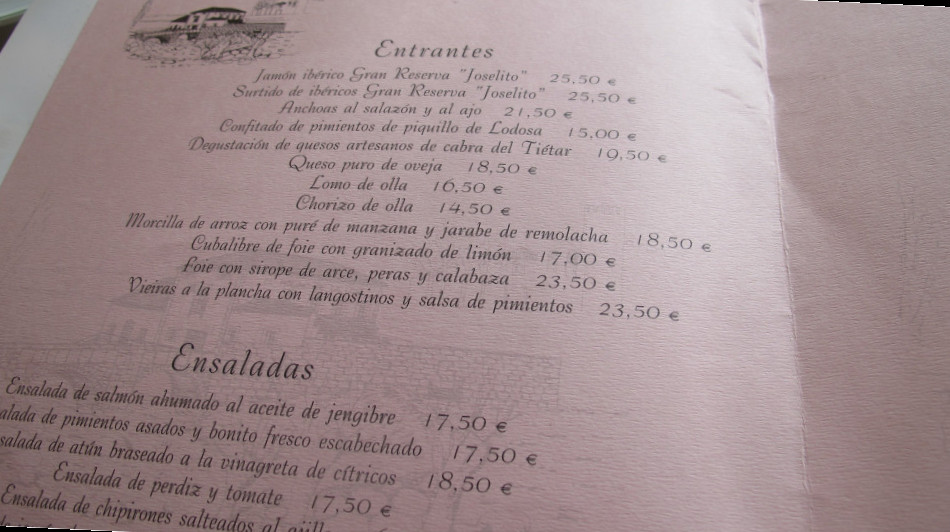 Entrantes
Jamón ibérico Gran Reserva "Joselito" 25,50 €
Surtido de ibéricos Gran Reserva "Joselito" 25,50 €
Anchoas al salazón y al ajo 21,50 €
Confitado de pimientos de piquillo de Lodosa 15,00 €
Degustación de quesos artesanos de cabra del Tiétar 19,50 €
Queso puro de oveja 18,50 €
Lomo de olla 16,50 €
Chorizo de olla 14,50 €
Morcilla de arroz con puré de manzana y jarabe de remolacha 18,50 €
Cubalibre de foie con granizado de limón 17,00 €
Foie con sirope de arce, peras y calabaza 23,50 €
Vieiras a la plancha con langostinos y salsa de pimientos 23,50 €
Ensaladas
Ensalada de salmón ahumado al aceite de jengibre 17,50 €
alada de pimientos asados y bonito fresco escabechado 17,50 €
salada de atún braseado a la vinagreta de cítricos 18,50 €
Ensalada de perdiz y tomate 17,50 €
Ensalada de chipirones salteados al